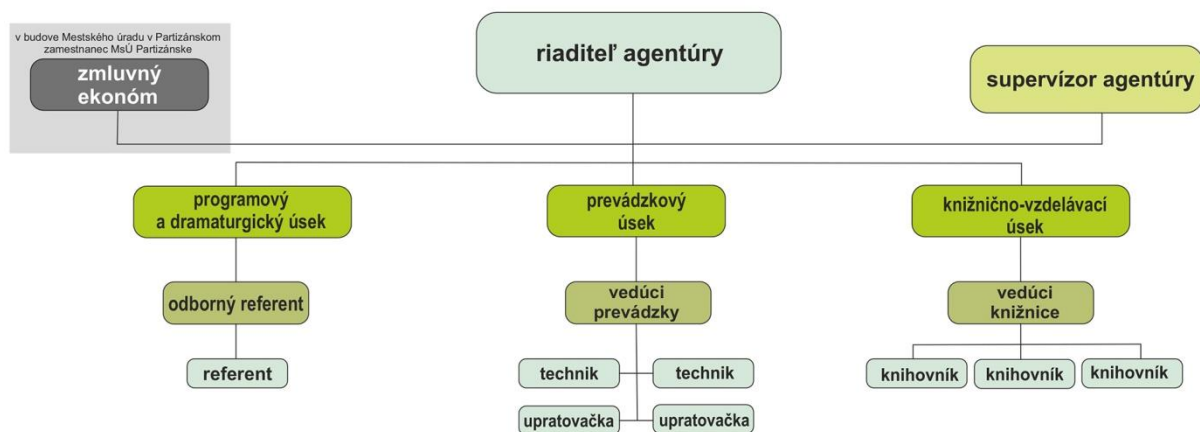 v budove Mestského úradu v Partizánskom
zamestnanec MsÚ Partizánske
zmluvný
ekonóm
riaditeľ agentúry
supervízor agentúry
programový
a dramaturgický úsek
prevádzkový
úsek
knižnično-vzdelávací
úsek
odborný referent
vedúci
prevádzky
vedúci
knižnice
referent
technik
technik
upratovačka
upratovačka
knihovník
knihovník
knihovník